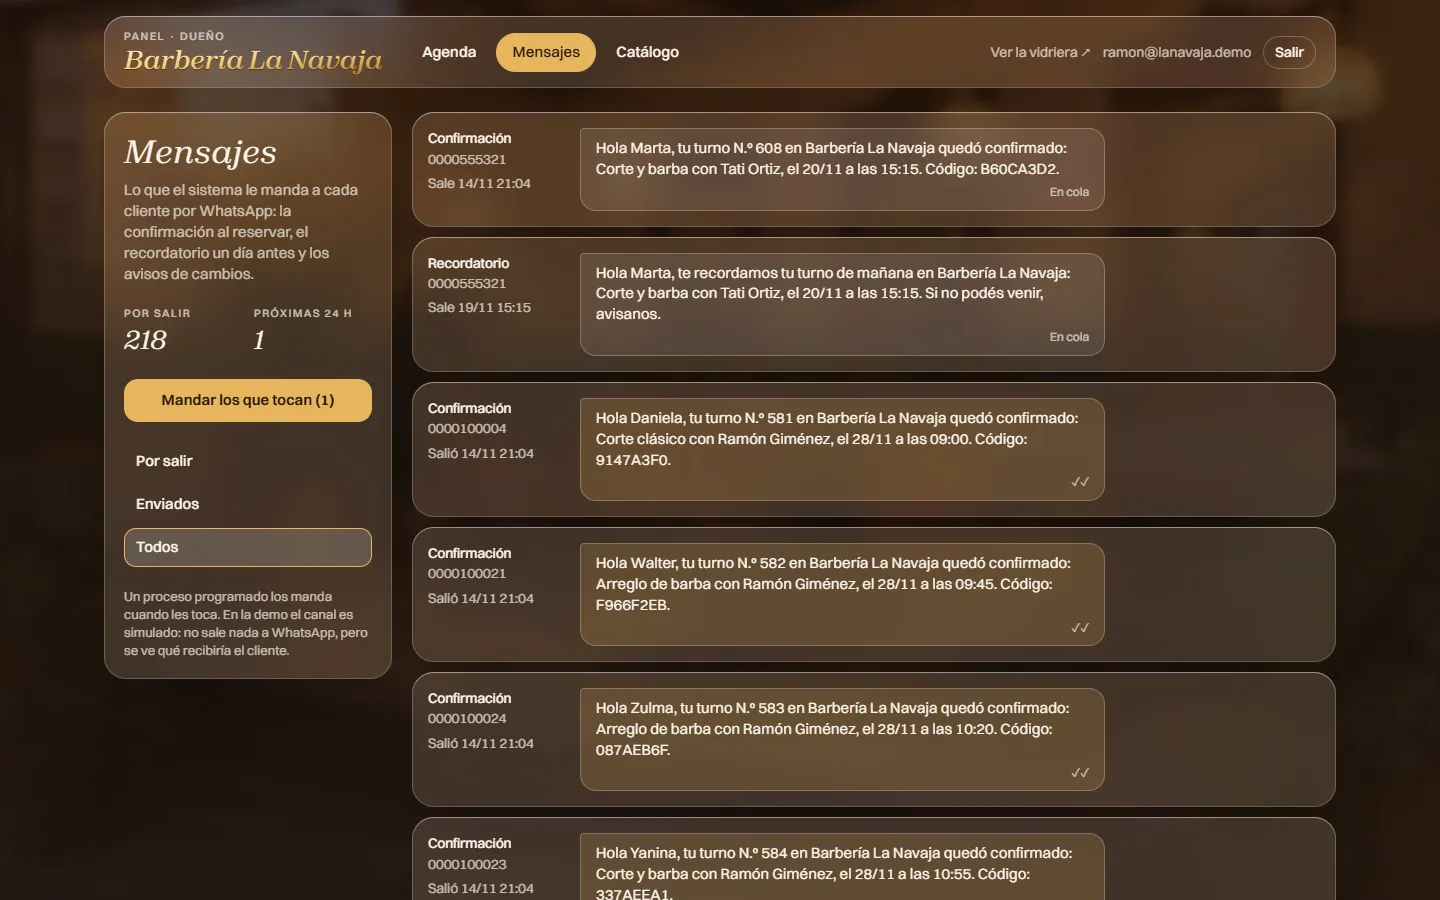 PANEL · DUEÑO
Barbería La Navaja
Agenda
Mensajes
Catálogo
Ver la vidriera ↗
ramon@lanavaja.demo
Salir
Mensajes
Lo que el sistema le manda a cada
cliente por WhatsApp: la
confirmación al reservar, el
recordatorio un día antes y los
avisos de cambios.
POR SALIR
218
PRÓXIMAS 24 H
1
Mandar los que tocan (1)
Por salir
Enviados
Todos
Un proceso programado los manda
cuando les toca. En la demo el canal es
simulado: no sale nada a WhatsApp, pero
se ve qué recibiría el cliente.
Confirmación
0000555321
Sale 14/11 21:04
Hola Marta, tu turno N.º 608 en Barbería La Navaja quedó confirmado:
Corte y barba con Tati Ortiz, el 20/11 a las 15:15. Código: B60CA3D2.
En cola
Recordatorio
0000555321
Sale 19/11 15:15
Hola Marta, te recordamos tu turno de mañana en Barbería La Navaja:
Corte y barba con Tati Ortiz, el 20/11 a las 15:15. Si no podés venir,
avisanos.
En cola
Confirmación
0000100004
Salió 14/11 21:04
Hola Daniela, tu turno N.º 581 en Barbería La Navaja quedó confirmado:
Corte clásico con Ramón Giménez, el 28/11 a las 09:00. Código:
9147A3F0.
✓✓
Confirmación
0000100021
Salió 14/11 21:04
Hola Walter, tu turno N.º 582 en Barbería La Navaja quedó confirmado:
Arreglo de barba con Ramón Giménez, el 28/11 a las 09:45. Código:
F966F2EB.
✓✓
Confirmación
0000100024
Salió 14/11 21:04
Hola Zulma, tu turno N.º 583 en Barbería La Navaja quedó confirmado:
Arreglo de barba con Ramón Giménez, el 28/11 a las 10:20. Código:
087AEB6F.
✓✓
Confirmación
0000100023
Salió 14/11 21:04
Hola Yanina, tu turno N.º 584 en Barbería La Navaja quedó confirmado:
Corte y barba con Ramón Giménez, el 28/11 a las 10:55. Código:
337AEEA1.